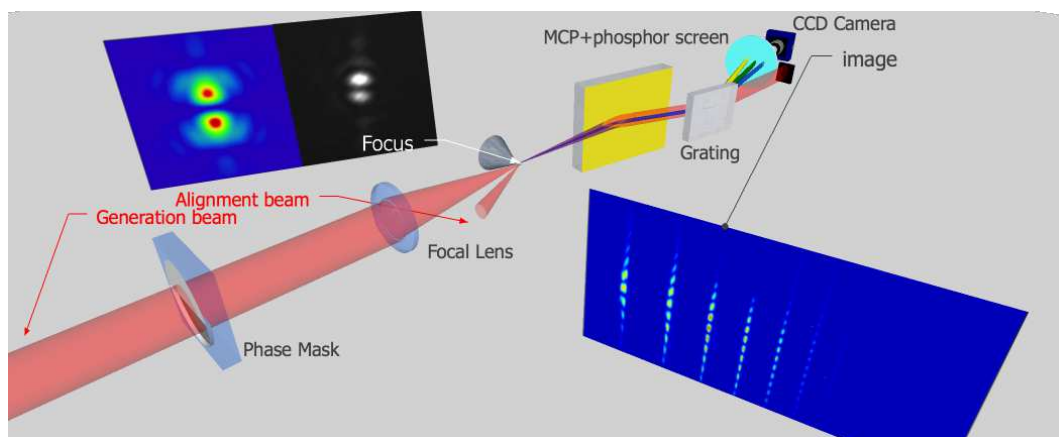 CCD Camera
MCP+phosphor screen
image
Focus
Grating
Alignment beam
Generation beam
Focal Lens
Phase Mask